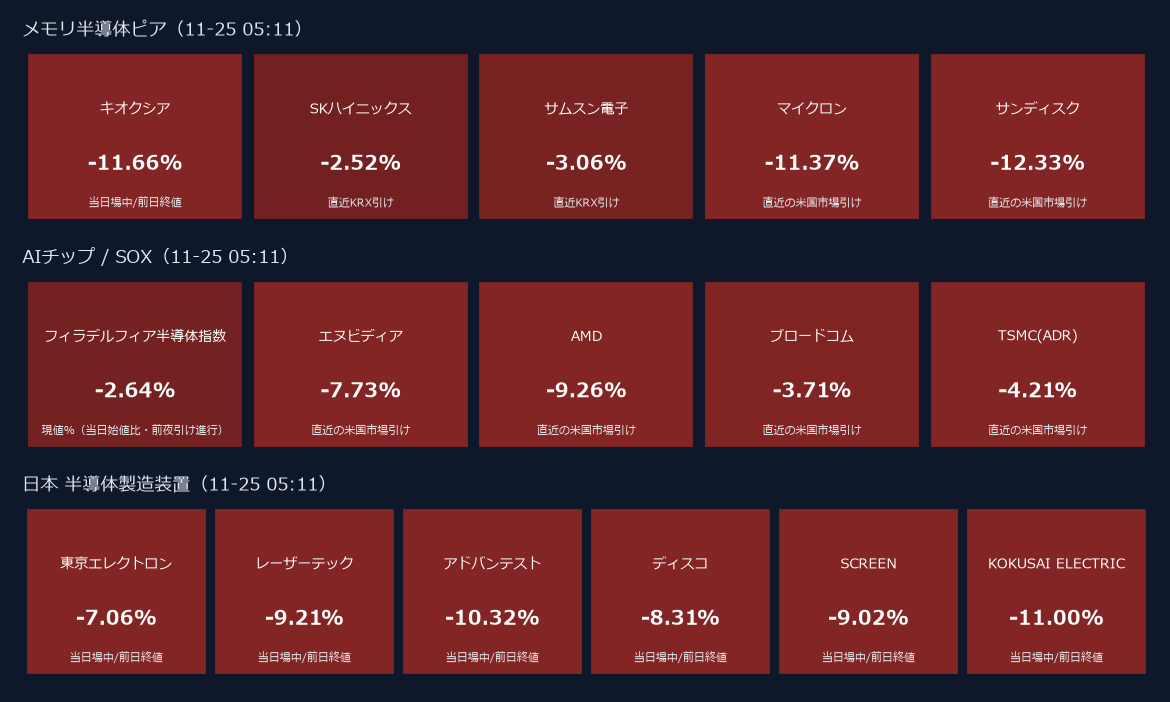 メモリ半導体ピア（11-25 05:11）
キオクシア
-11.66%
当日場中/前日終値
SKハイニックス
-2.52%
直近KRX引け
サムスン電子
-3.06%
直近KRX引け
マイクロン
-11.37%
直近の米国市場引け
サンディスク
-12.33%
直近の米国市場引け
AIチップ / SOX（11-25 05:11）
フィラデルフィア半導体指数
-2.64%
現値%（当日始値比・前夜引け進行）
エヌビディア
-7.73%
直近の米国市場引け
AMD
-9.26%
直近の米国市場引け
ブロードコム
-3.71%
直近の米国市場引け
TSMC(ADR)
-4.21%
直近の米国市場引け
日本 半導体製造装置（11-25 05:11）
東京エレクトロン
-7.06%
当日場中/前日終値
レーザーテック
-9.21%
当日場中/前日終値
アドバンテスト
-10.32%
当日場中/前日終値
ディスコ
-8.31%
当日場中/前日終値
SCREEN
-9.02%
当日場中/前日終値
KOKUSAI ELECTRIC
-11.00%
当日場中/前日終値